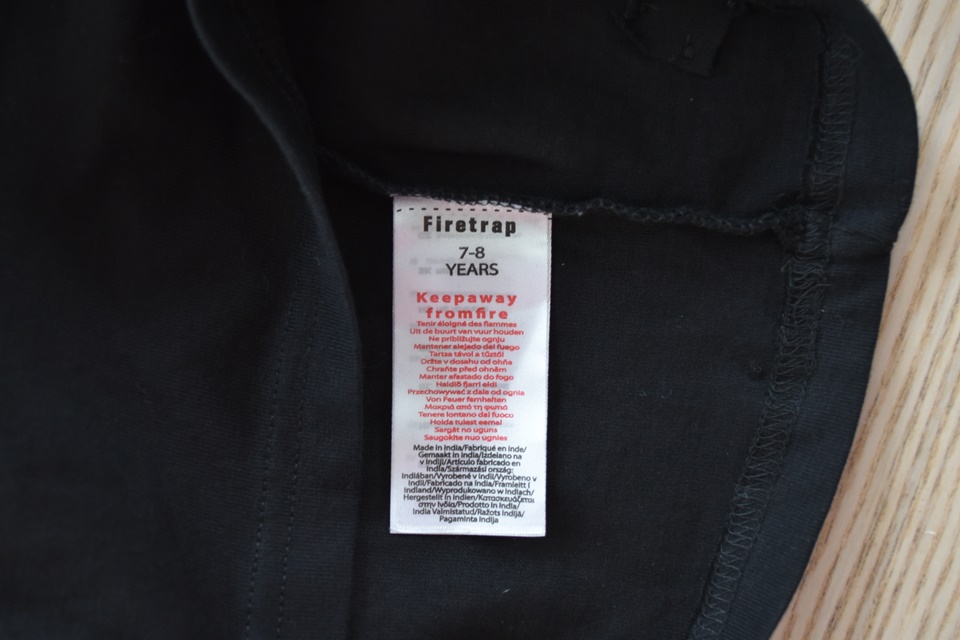 Firetrap
7-8
YEARS
Keepaway
fromfire
Tenir éloigné des flammes
Uit de buurt van vuur houden
Ne približujte ognju
Mantener alejado del fuego
Tartsa távol a tűztől
Držte v dosahu od ohňa
Chraňte před ohněm
Manter afastado do fogo
Haldið fjarri eldi
Przechowywać z dala od ognia
Von Feuer fernhalten
Μακριά από τη φωτιά
Tenere lontano dal fuoco
Hoida tulest eemal
Sargāt no uguns
Saugokite nuo ugnies
Made in India/Fabriqué en Inde/
Gemaakt in India/Izdelano na
v Indiji/Artículo fabricado en
India/Származási ország:
Indiában/Vyrobené v Indii/Vyrobeno v
Indii/Fabricado na India/Framleitt í
Indland/Wyprodukowano w Indiach/
Hergestellt in Indien/Κατασκευάζεται
στην Ινδία/Prodotto in India/
India Valmistatud/Ražots Indijā/
Pagaminta Indija